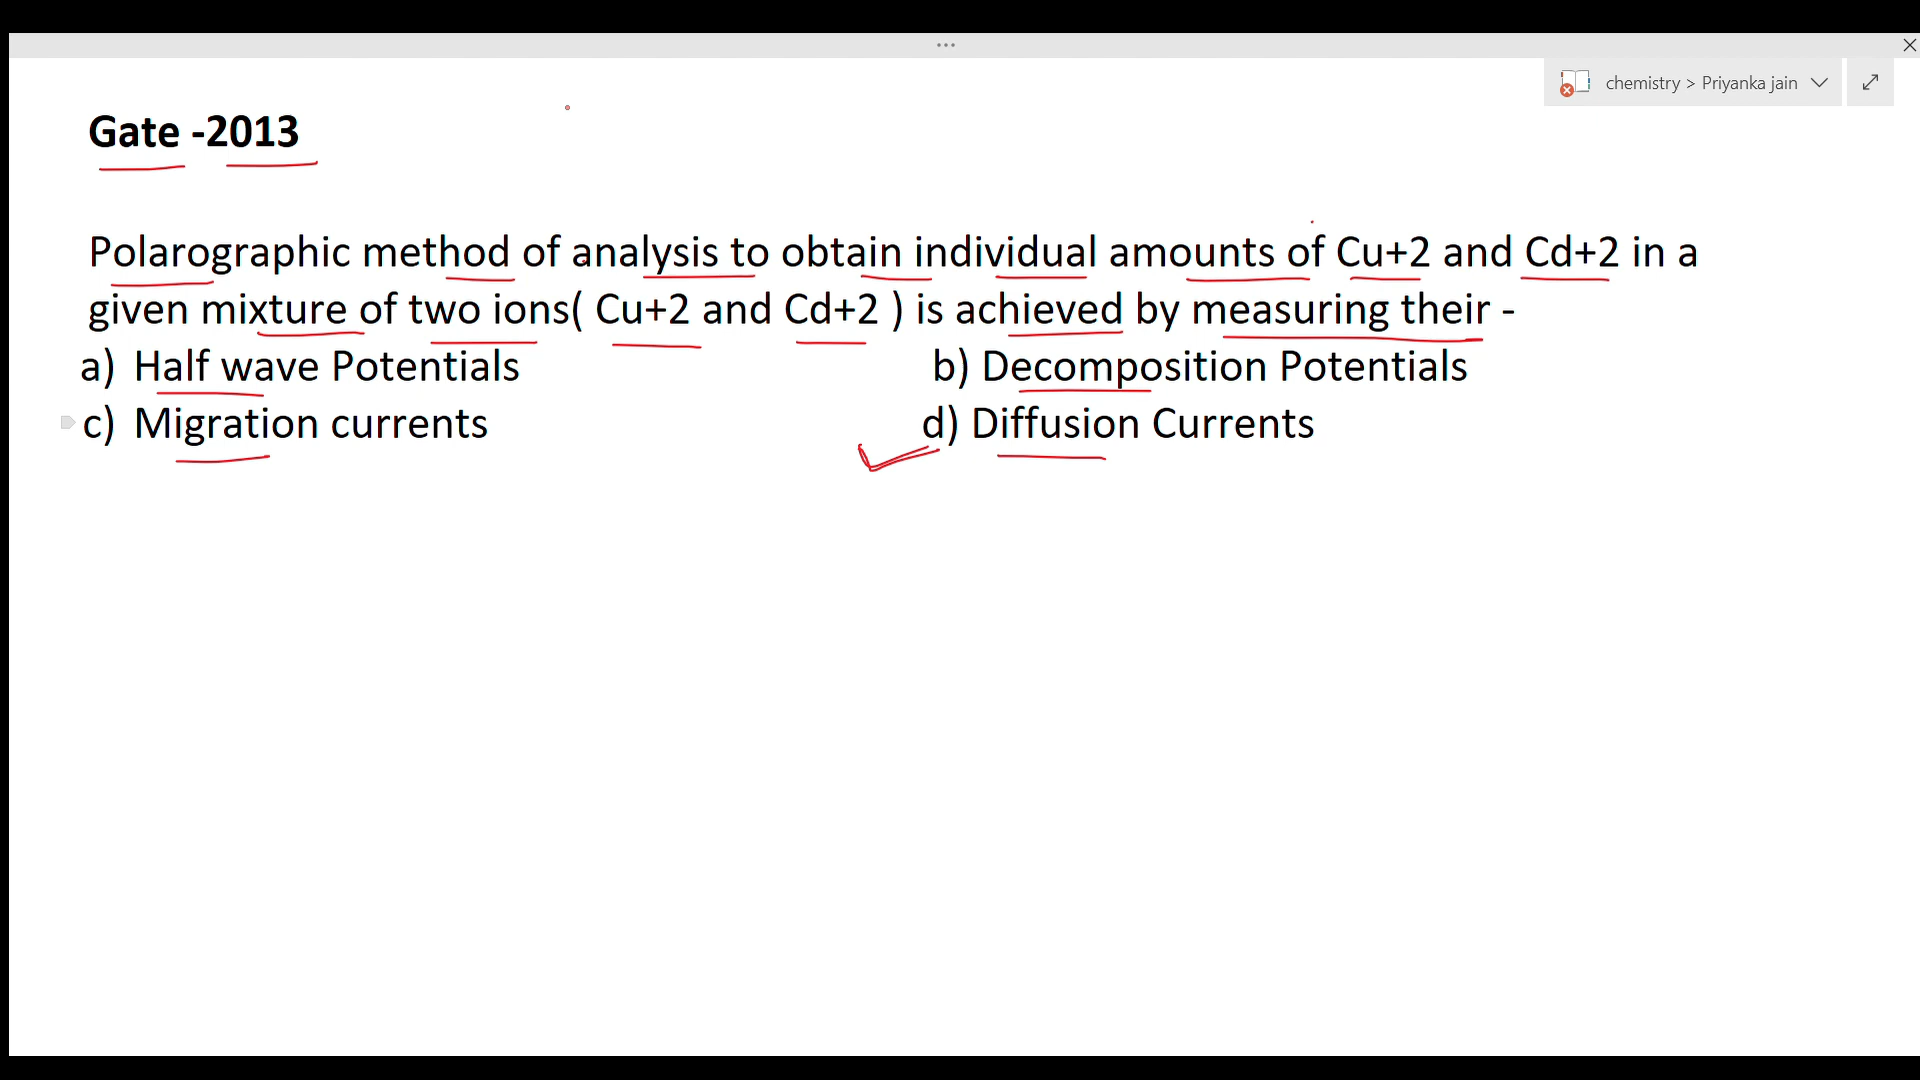 chemistry > Priyanka jain
Gate -2013
Polarographic method of analysis to obtain individual amounts of Cu+2 and Cd+2 in a
given mixture of two ions( Cu+2 and Cd+2 ) is achieved by measuring their -
a) Half wave Potentials b) Decomposition Potentials
c) Migration currents d) Diffusion Currents